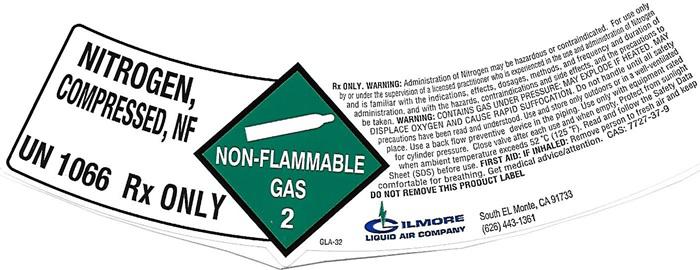 NITROGEN,
COMPRESSED, NF
UN 1066 Rx ONLY
NON-FLAMMABLE
GAS
2
Rx ONLY. WARNING: Administration of Nitrogen may be hazardous or contraindicated. For use only
by or under the supervision of a licensed practitioner who is experienced in the use and administration of Nitrogen
and is familiar with the indications, effects, dosages, methods, and frequency and duration of
administration, and with the hazards, contraindications and side effects, and the precautions to
be taken. WARNING: CONTAINS GAS UNDER PRESSURE; MAY EXPLODE IF HEATED. MAY
DISPLACE OXYGEN AND CAUSE RAPID SUFFOCATION. Do not handle until all safety
precautions have been read and understood. Use and store only outdoors or in a well-ventilated
place. Use a back flow preventive device in the piping. Use only with equipment rated
for cylinder pressure. Close valve after each use and when empty. Protect from sunlight
when ambient temperature exceeds 52 °C (125 °F). Read and follow the Safety Data
Sheet (SDS) before use. FIRST AID: IF INHALED: Remove person to fresh air and keep
comfortable for breathing. Get medical advice/attention. CAS: 7727-37-9
DO NOT REMOVE THIS PRODUCT LABEL
GILMORE
LIQUID AIR COMPANY
South EL Monte, CA 91733
(626) 443-1361
GLA-32